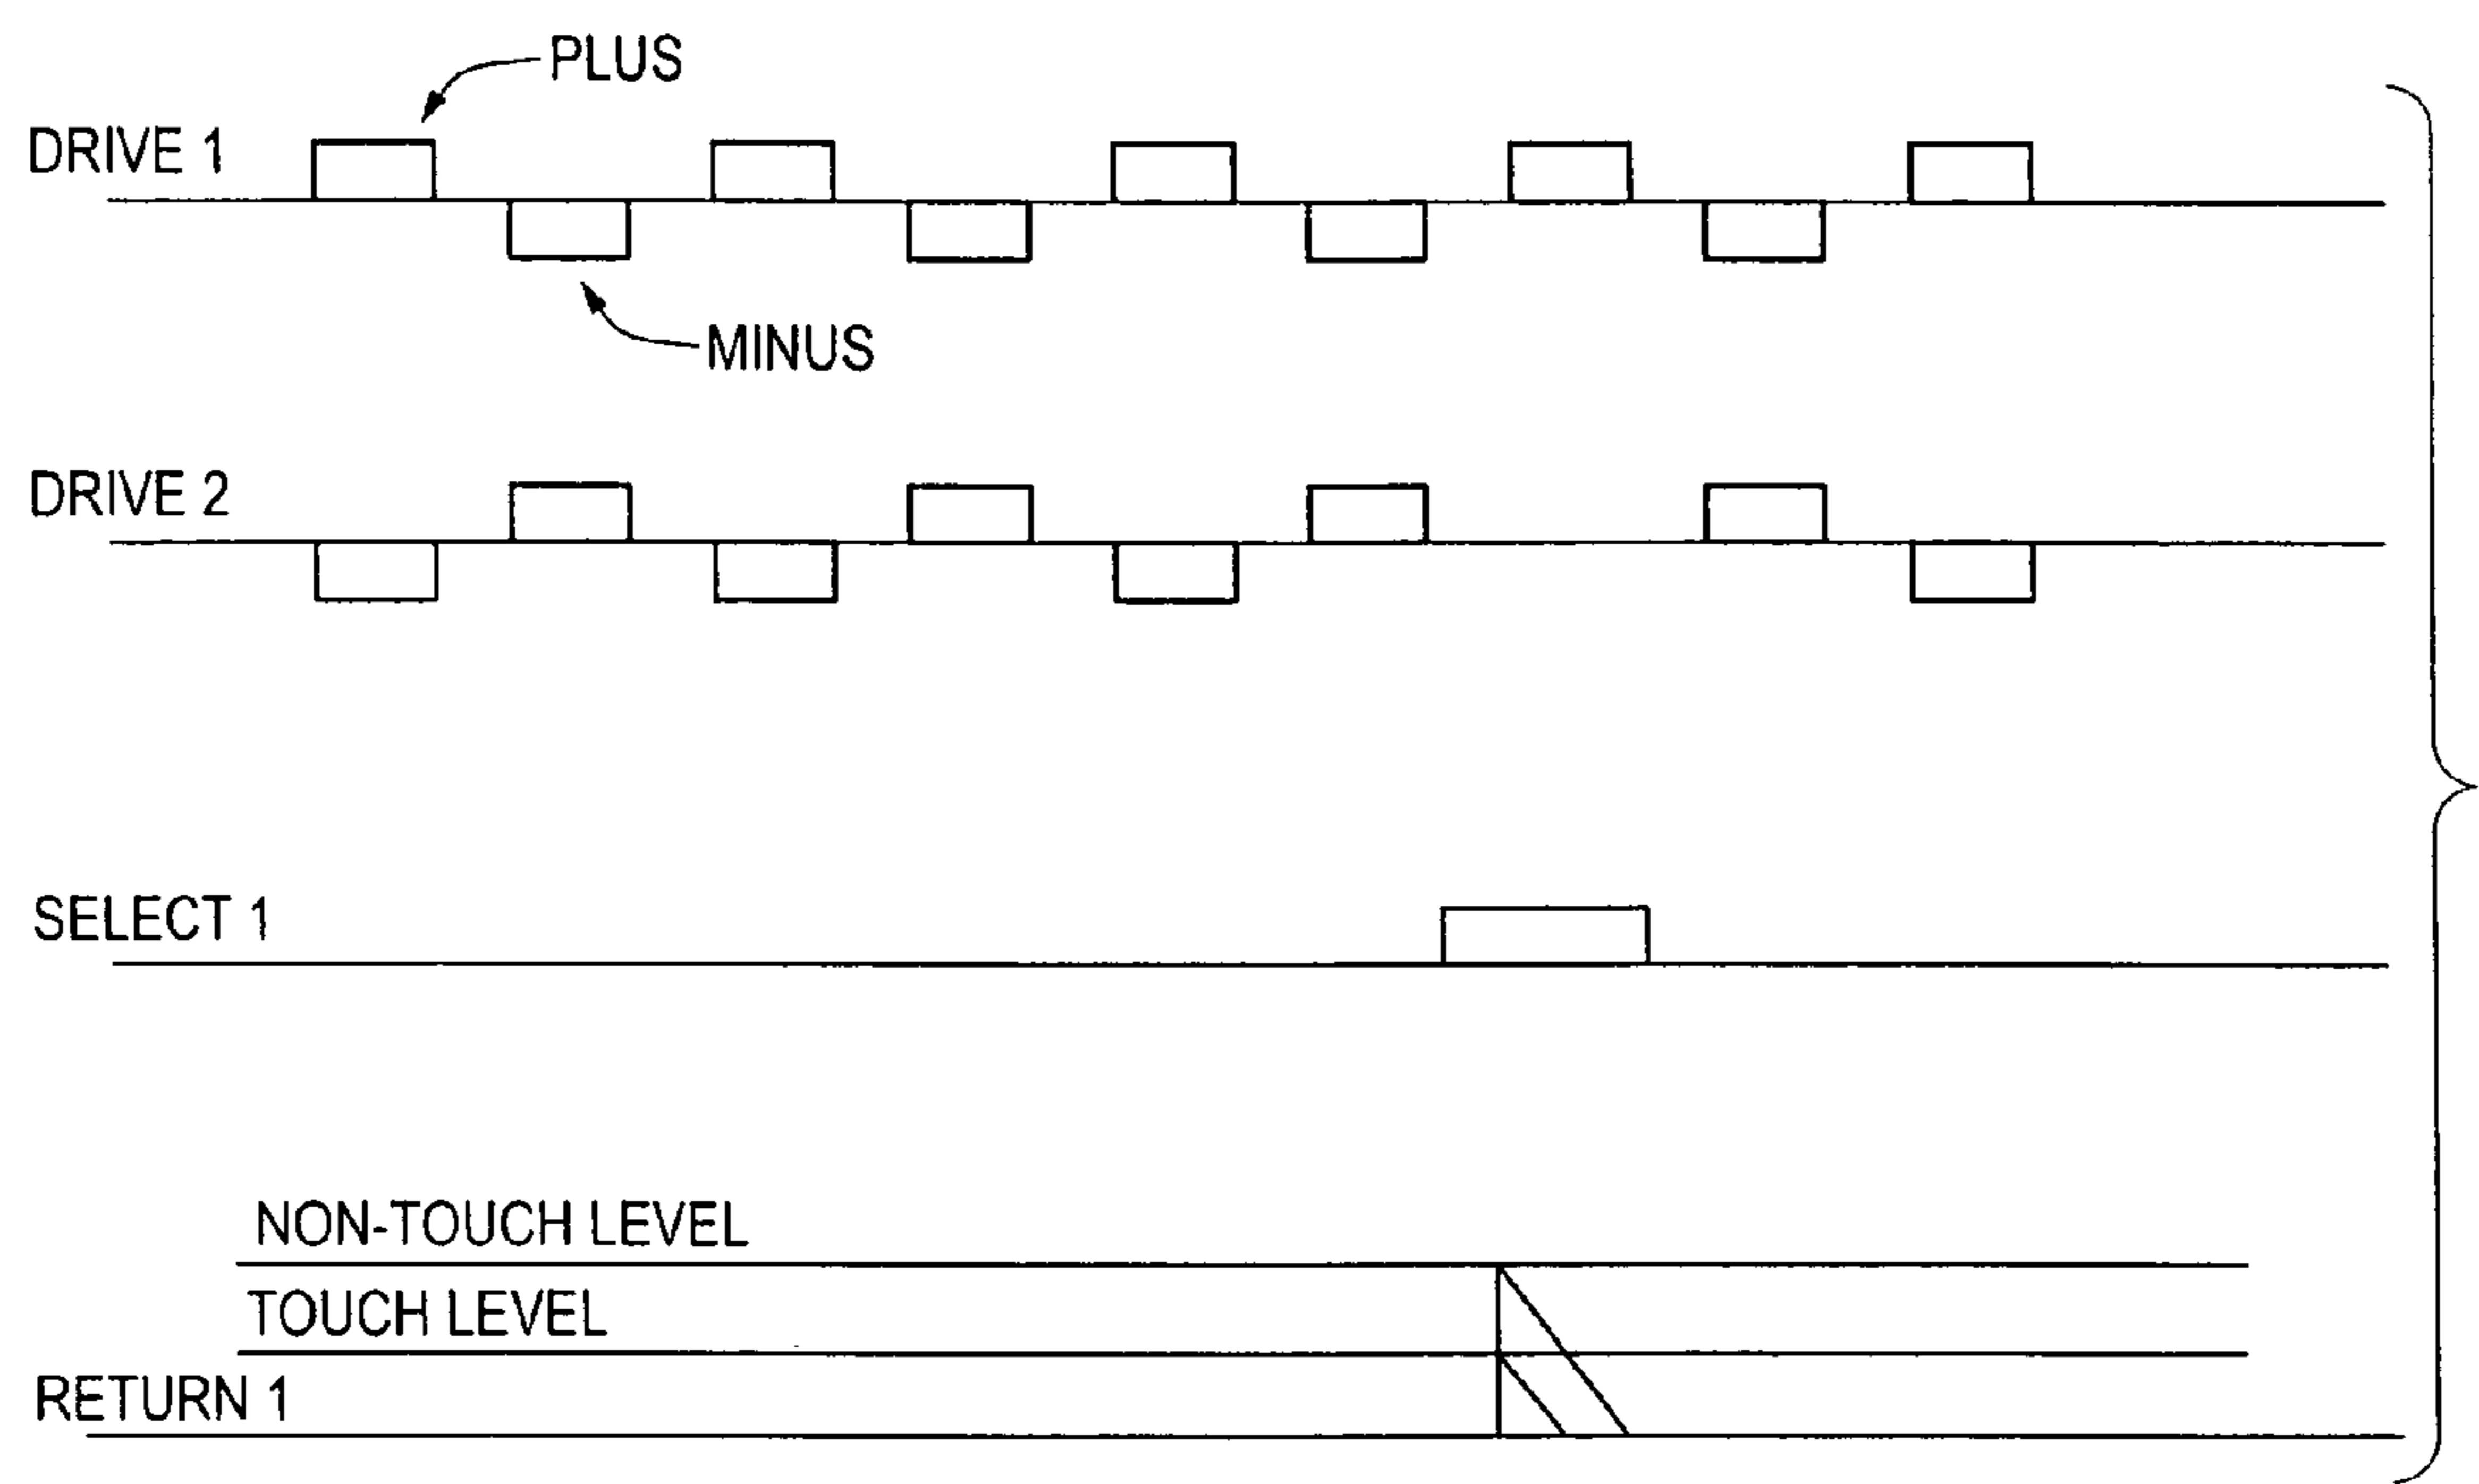 PLUS
DRIVE 1
MINUS
DRIVE 2
SELECT 1
NON-TOUCH LEVEL
TOUCH LEVEL
RETURN 1